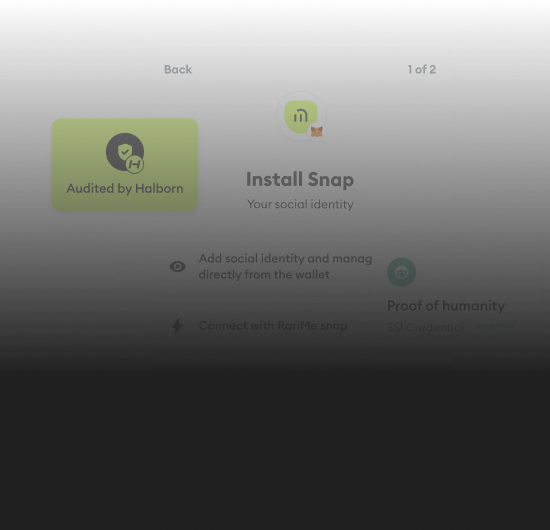 Back
1 of 2
Audited by Halborn
Install Snap
Your social identity
Add social identity and manag
directly from the wallet
Proof of humanity
Connect with RariMe snap
SSI Credential